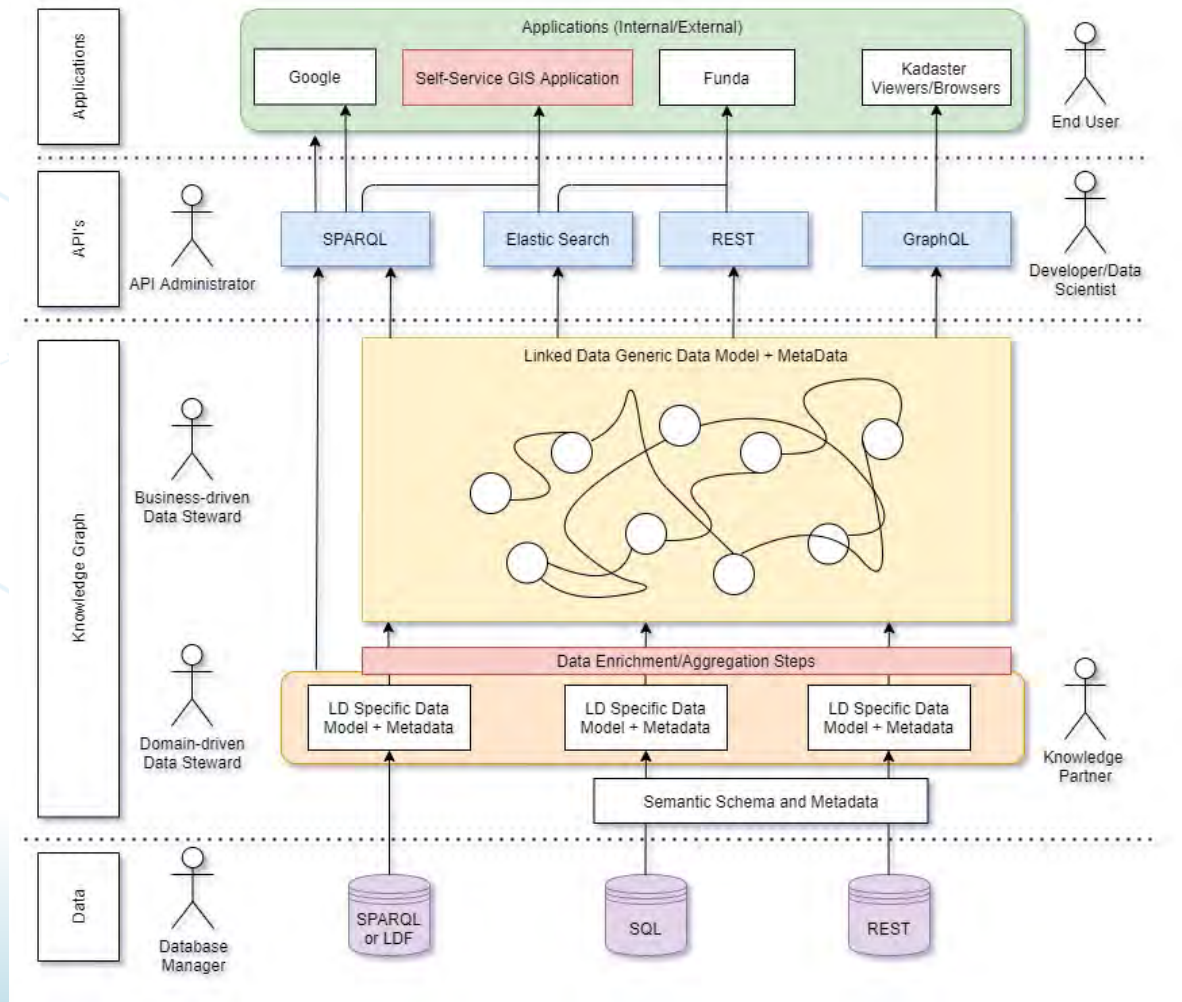 Applications
Applications (Internal/External)
Google
Self-Service GIS Application
Funda
Kadaster
Viewers/Browsers
End User
API's
API Administrator
SPARQL
Elastic Search
REST
GraphQL
Developer/Data
Scientist
Knowledge Graph
Business-driven
Data Steward
Linked Data Generic Data Model + MetaData
Domain-driven
Data Steward
Data Enrichment/Aggregation Steps
LD Specific Data
Model + Metadata
LD Specific Data
Model + Metadata
LD Specific Data
Model + Metadata
Knowledge
Partner
Semantic Schema and Metadata
Data
Database
Manager
SPARQL
or LDF
SQL
REST